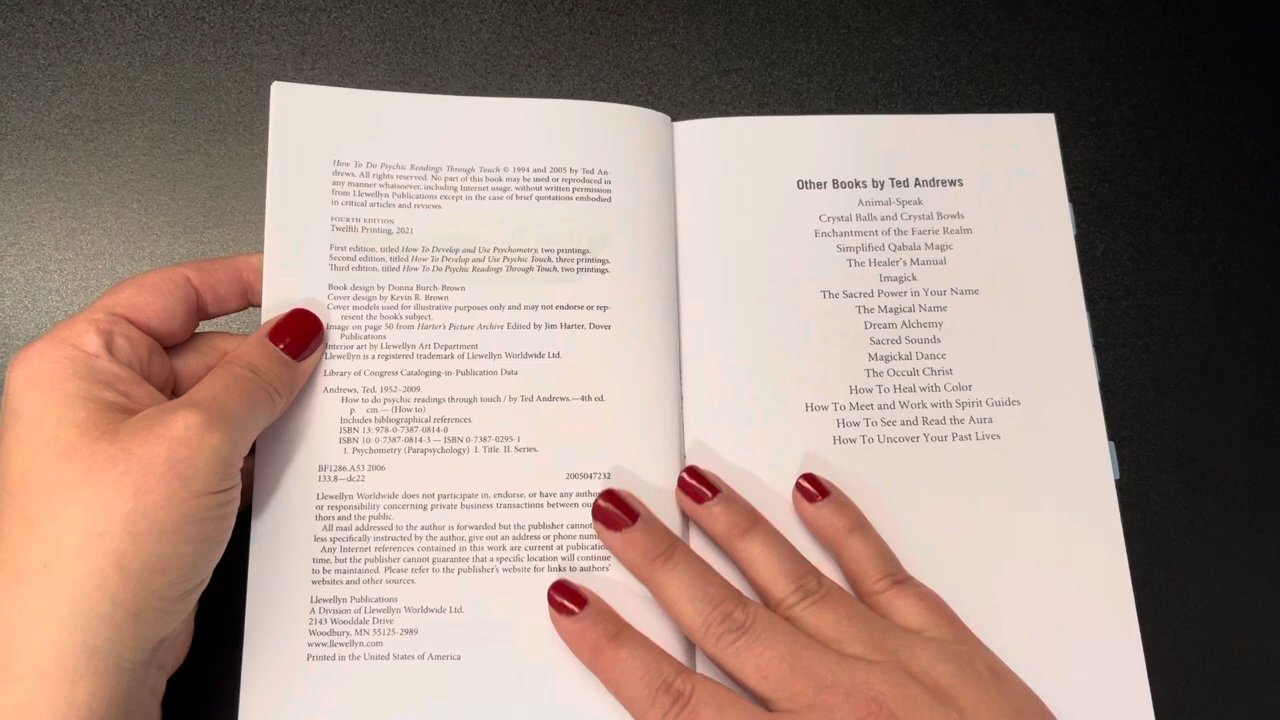 How To Do Psychic Readings Through Touch © 1994 and 2005 by Ted An-
drews. All rights reserved. No part of this book may be used or reproduced in
any manner whatsoever, including Internet usage, without written permission
from Llewellyn Publications except in the case of brief quotations embodied
in critical articles and reviews.
FOURTH EDITION
Twelfth Printing, 2021
First edition, titled How To Develop and Use Psychometry, two printings.
Second edition, titled How To Develop and Use Psychic Touch, three printings.
Third edition, titled How To Do Psychic Readings Through Touch, two printings.
Book design by Donna Burch-Brown
Cover design by Kevin R. Brown
Cover models used for illustrative purposes only and may not endorse or rep-
resent the book's subject.
Image on page 50 from Harter's Picture Archive Edited by Jim Harter, Dover
Publications
Interior art by Llewellyn Art Department
Llewellyn is a registered trademark of Llewellyn Worldwide Ltd.
Library of Congress Cataloging-in-Publication Data
Andrews, Ted, 1952–2009.
How to do psychic readings through touch / by Ted Andrews.—4th ed.
p. cm.— (How to)
Includes bibliographical references.
ISBN 13: 978-0-7387-0814-0
ISBN 10: 0-7387-0814-3 — ISBN 0-7387-0295-1
1. Psychometry (Parapsychology) I. Title. II. Series.
BF1286.A53 2006
133.8—dc22 2005047232
Llewellyn Worldwide does not participate in, endorse, or have any
or responsibility concerning private business transactions between
thors and the public.
All mail addressed to the author is forwarded but the publisher cannot,
less specifically instructed by the author, give out an address or phone
Any Internet references contained in this work are current at publication
time, but the publisher cannot guarantee that a specific location will continue
to be maintained. Please refer to the publisher's website for links to authors'
websites and other sources.
Llewellyn Publications
A Division of Llewellyn Worldwide Ltd.
2143 Wooddale Drive
Woodbury, MN 55125-2989
www.llewellyn.com
Printed in the United States of America
Other Books by Ted Andrews
Animal-Speak
Crystal Balls and Crystal Bowls
Enchantment of the Faerie Realm
Simplified Qabala Magic
The Healer's Manual
Imagick
The Sacred Power in Your Name
The Magical Name
Dream Alchemy
Sacred Sounds
Magickal Dance
The Occult Christ
How To Heal with Color
How To Meet and Work with Spirit Guides
How To See and Read the Aura
How To Uncover Your Past Lives